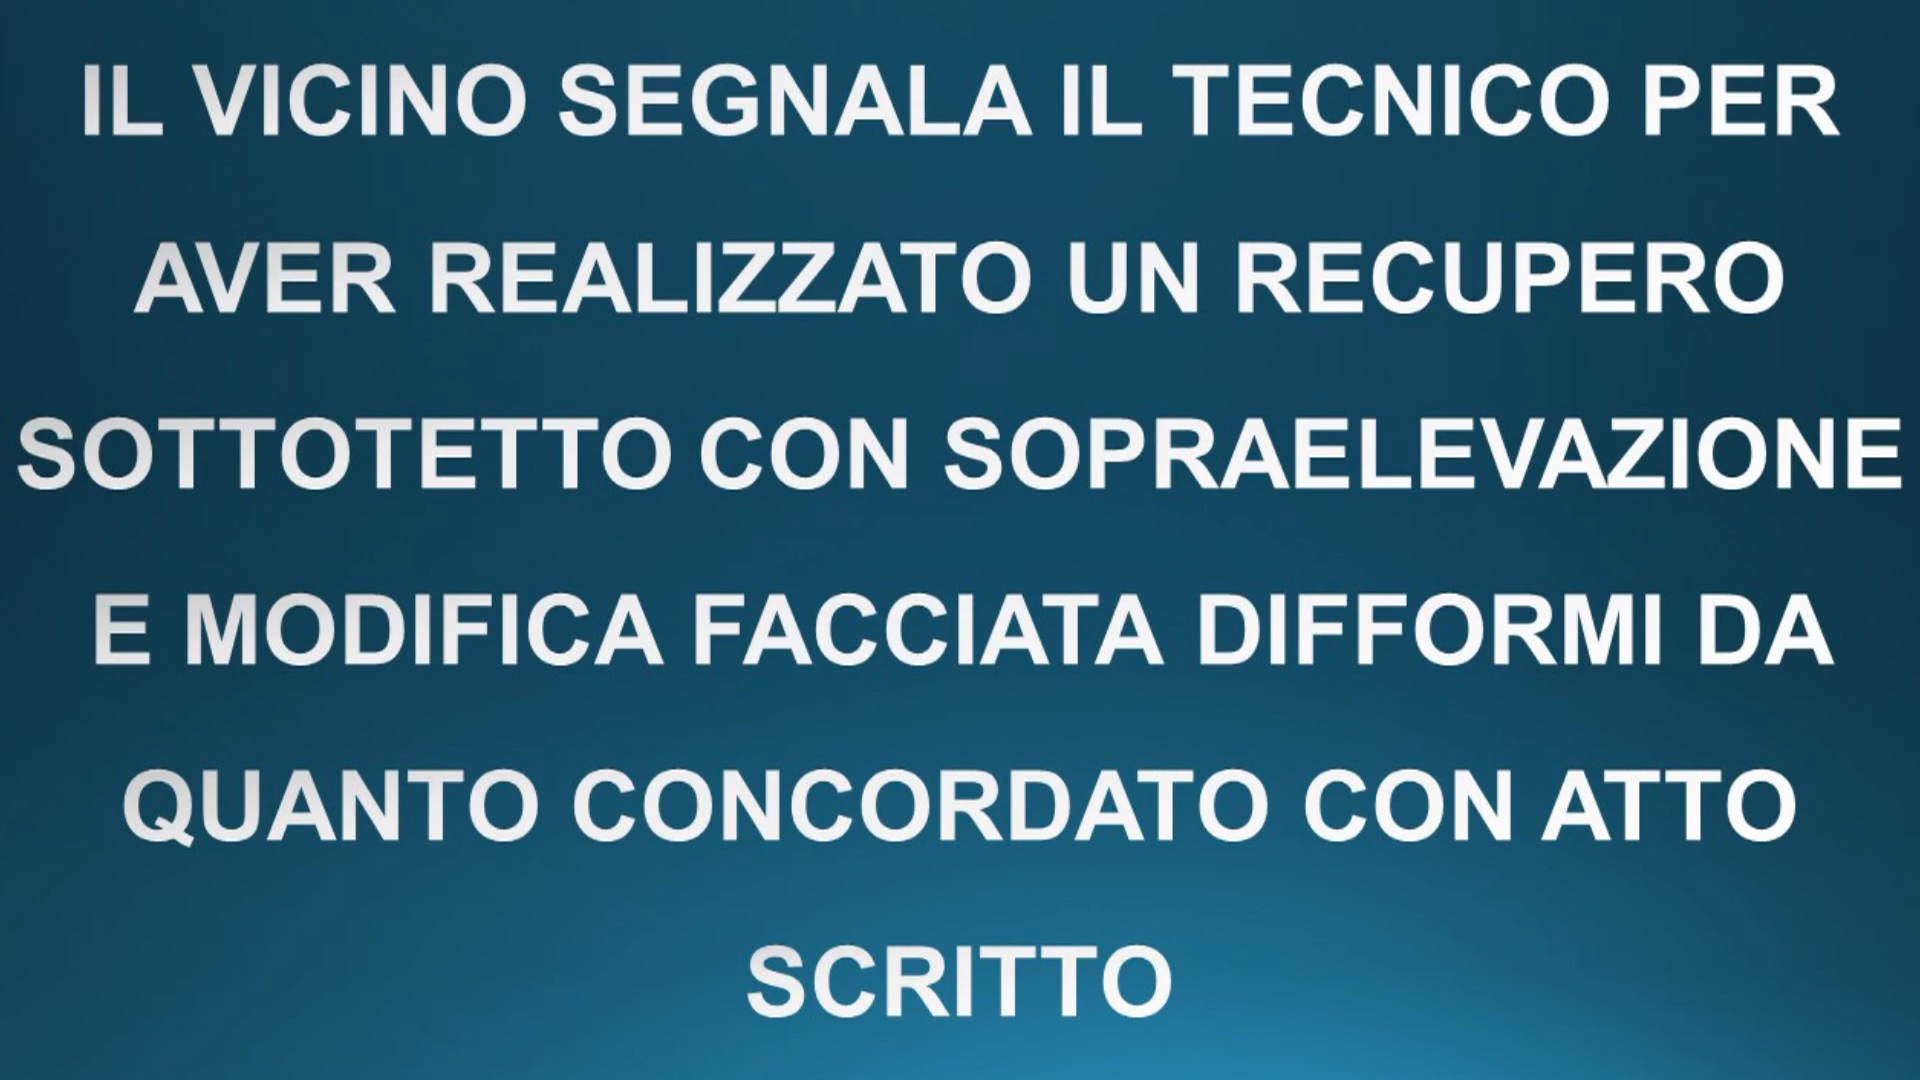 IL VICINO SEGNALA IL TECNICO PER
AVER REALIZZATO UN RECUPERO
SOTTOTETTO CON SOPRAELEVAZIONE
E MODIFICA FACCIATA DIFFORMI DA
QUANTO CONCORDATO CON ATTO
SCRITTO